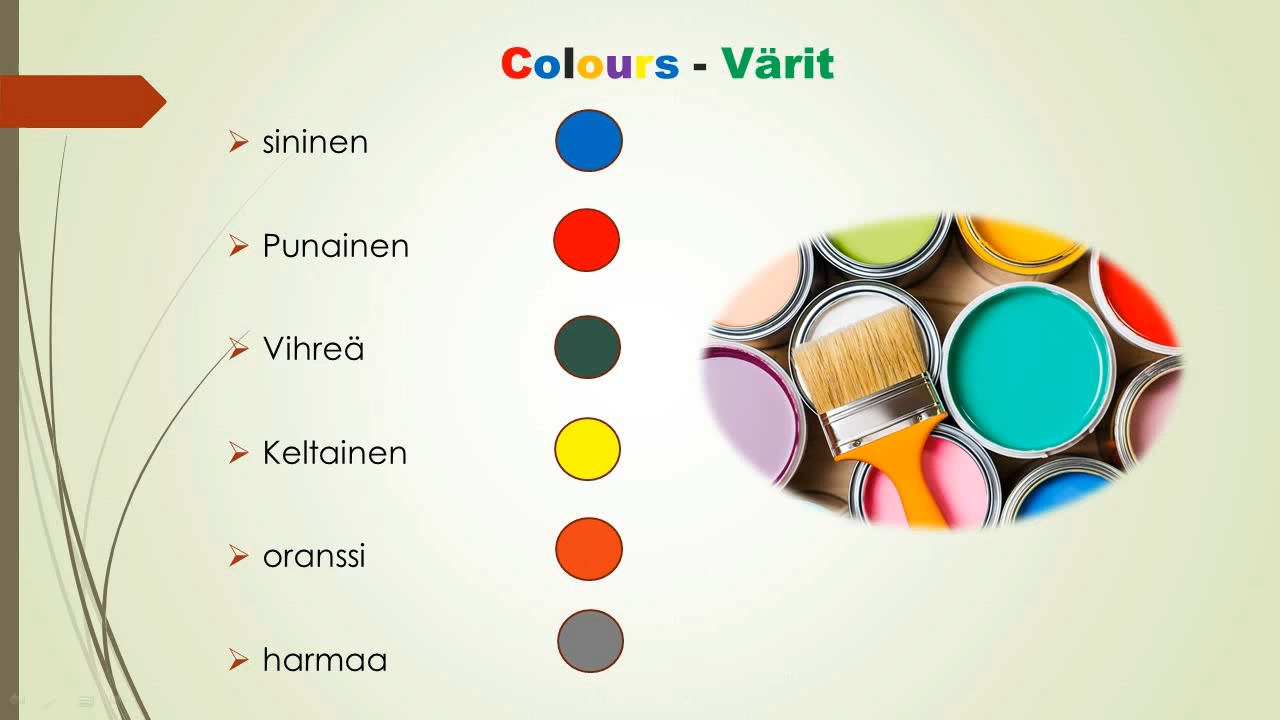 Colours - Värit
sininen
Punainen
Vihreä
Keltainen
oranssi
harmaa